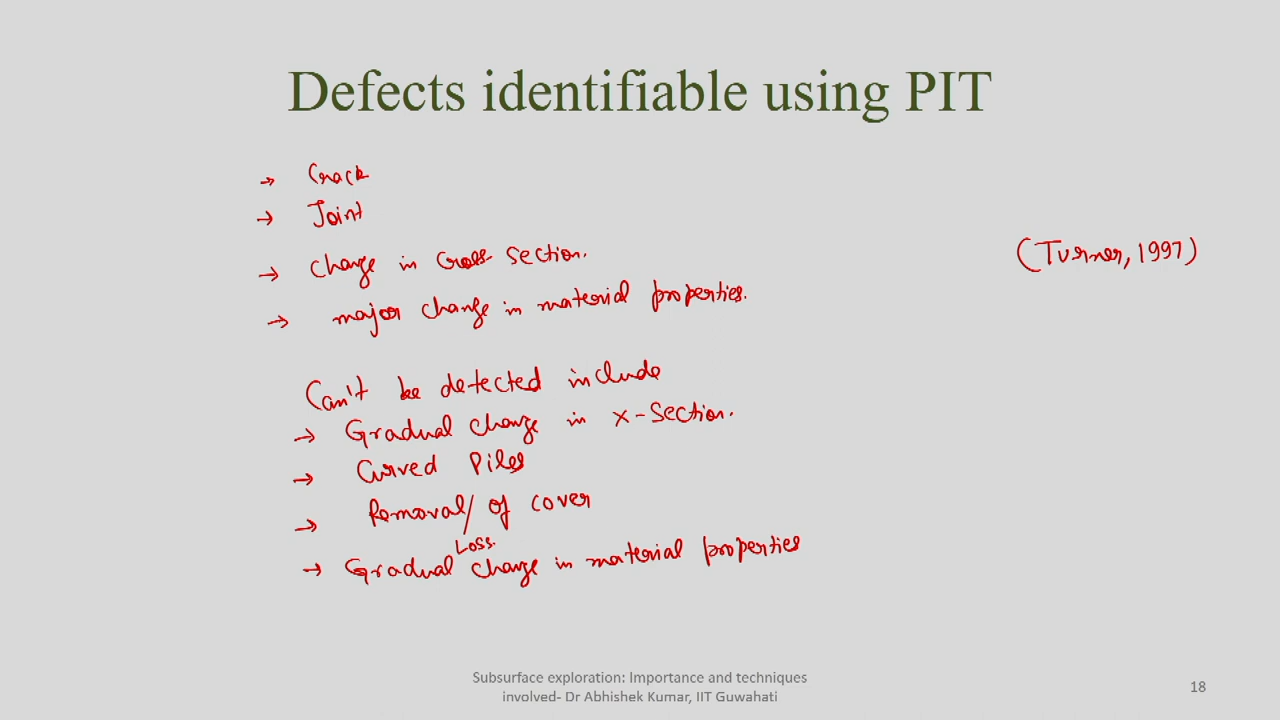 Defects identifiable using PIT
→ Crack
→ Joint
→ Change in Cross Section.
(Turner, 1997)
→ major change in material properties.
Can't be detected include
→ Gradual change in x-section.
→ Curved Piles
→ Removal/ of cover
Loss.
→ Gradual change in material properties
Subsurface exploration: Importance and techniques
involved- Dr Abhishek Kumar, IIT Guwahati
18